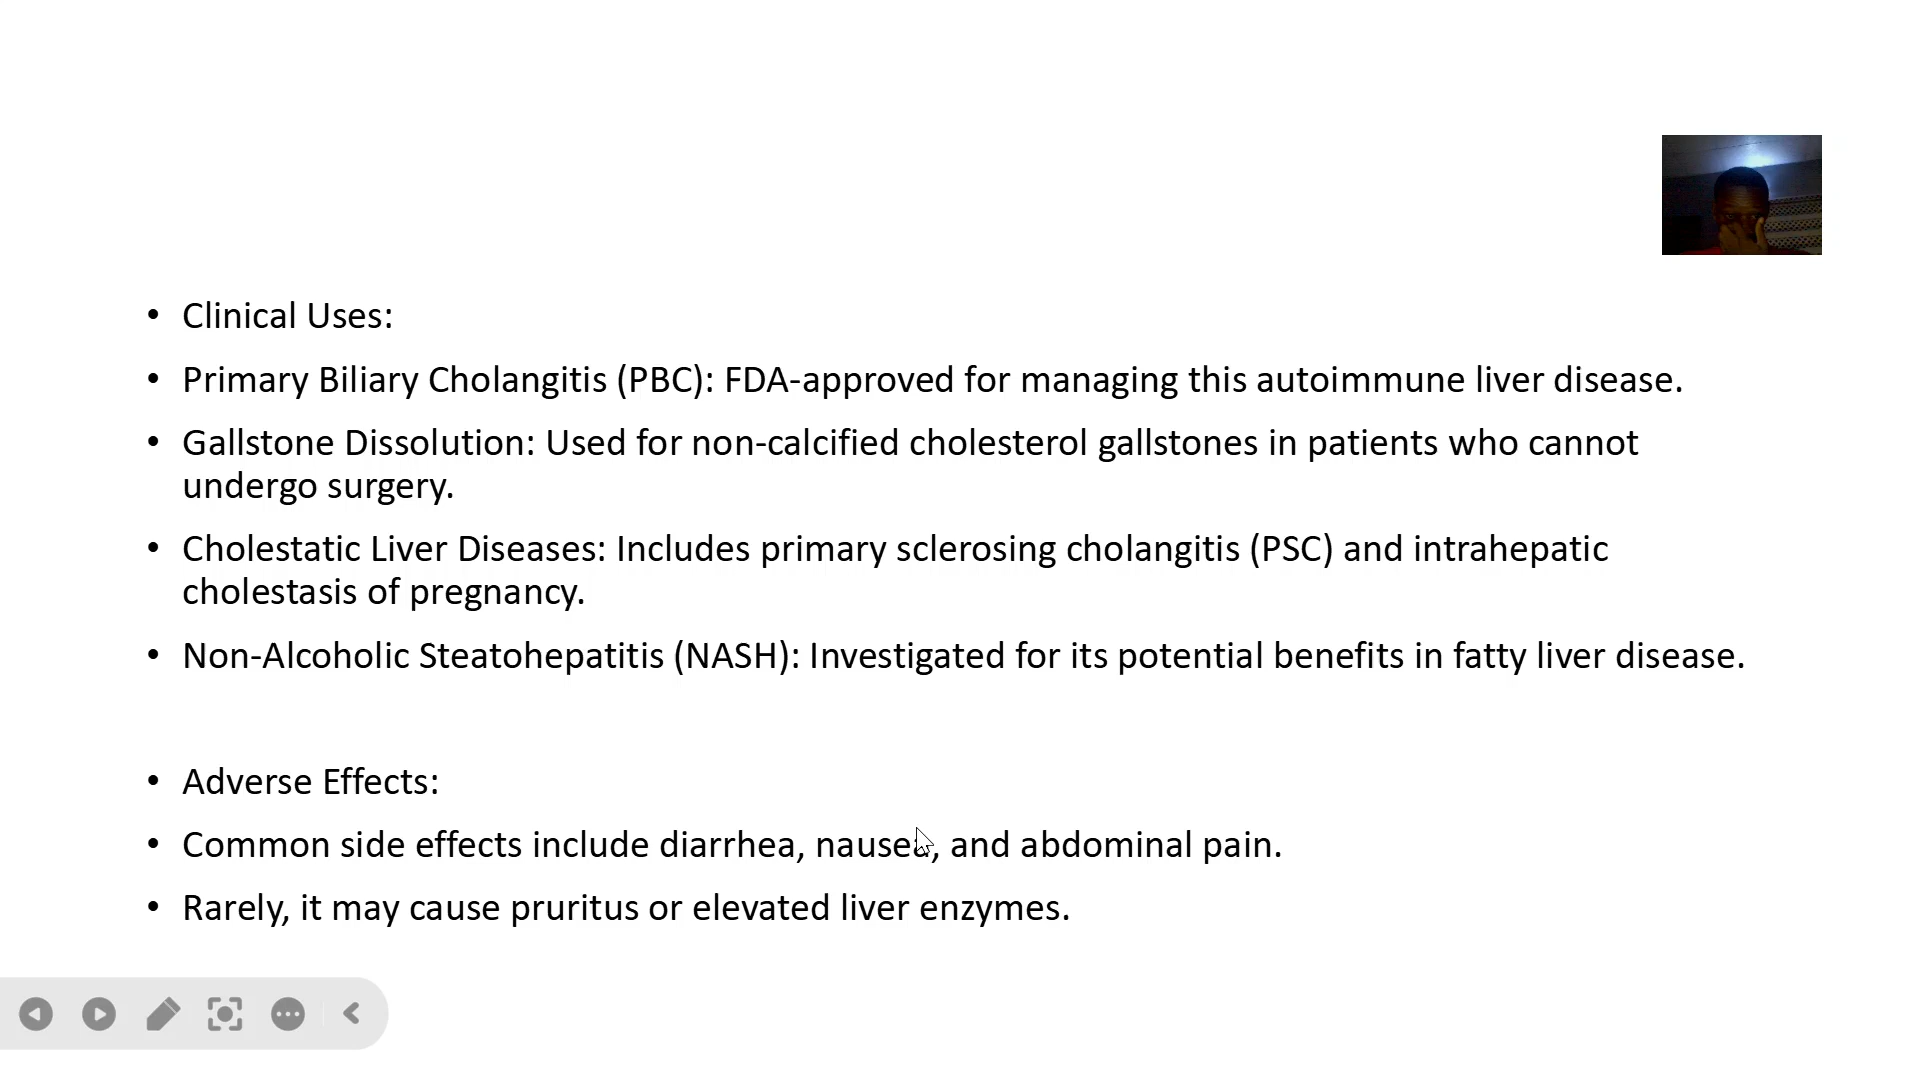 • Clinical Uses:
• Primary Biliary Cholangitis (PBC): FDA-approved for managing this autoimmune liver disease.
• Gallstone Dissolution: Used for non-calcified cholesterol gallstones in patients who cannot
undergo surgery.
• Cholestatic Liver Diseases: Includes primary sclerosing cholangitis (PSC) and intrahepatic
cholestasis of pregnancy.
• Non-Alcoholic Steatohepatitis (NASH): Investigated for its potential benefits in fatty liver disease.
• Adverse Effects:
• Common side effects include diarrhea, nausea, and abdominal pain.
• Rarely, it may cause pruritus or elevated liver enzymes.